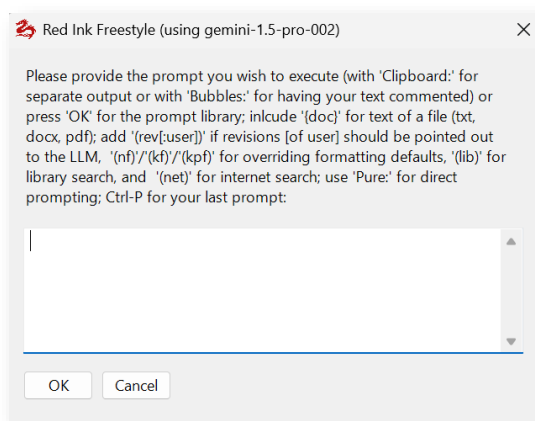 Red Ink Freestyle (using gemini-1.5-pro-002)
Please provide the prompt you wish to execute (with 'Clipboard:' for
separate output or with 'Bubbles:' for having your text commented) or
press 'OK' for the prompt library; inlcude '{doc}' for text of a file (txt,
docx, pdf); add '(rev[:user])' if revisions [of user] should be pointed out
to the LLM,  '(nf)'/'(kf)'/'(kpf)' for overriding formatting defaults, '(lib)' for
library search, and  '(net)' for internet search; use 'Pure:' for direct
prompting; Ctrl-P for your last prompt:
OK
Cancel